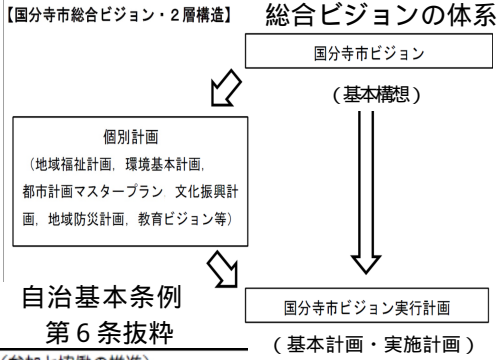 【国分寺市総合ビジョン・２層構造】
総合ビジョンの体系
国分寺市ビジョン
（基本構想）
個別計画
（地域福祉計画，環境基本計画，
都市計画マスタープラン 文化振興計
画，地域防災計画，教育ビジョン等）
自治基本条例
第６条抜粋
国分寺市ビジョン実行計画
（基本計画・実施計画）